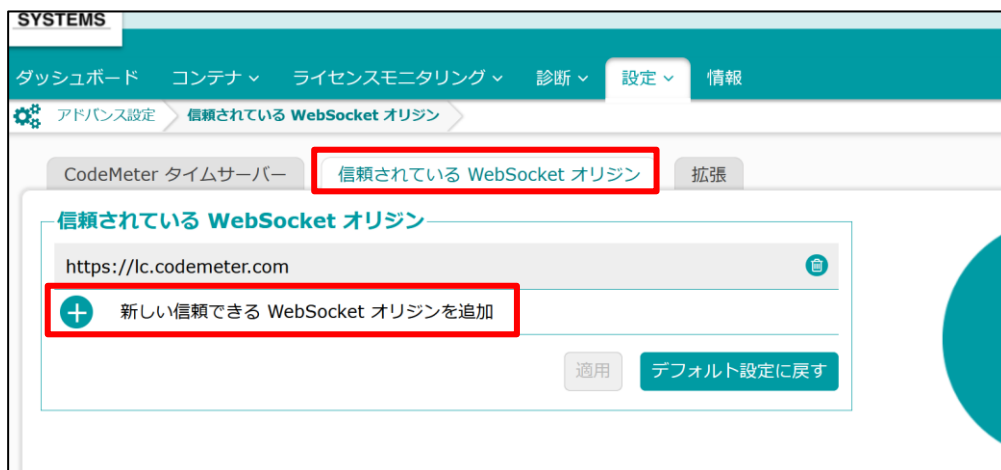 SYSTEMS
ダッシュボード コンテナ ライセンスモニタリング 診断 設定 情報
アドバンス設定 信頼されている WebSocket オリジン
CodeMeter タイムサーバー 信頼されている WebSocket オリジン 拡張
信頼されている WebSocket オリジン
https://lc.codemeter.com
新しい信頼できる WebSocket オリジンを追加
適用 デフォルト設定に戻す